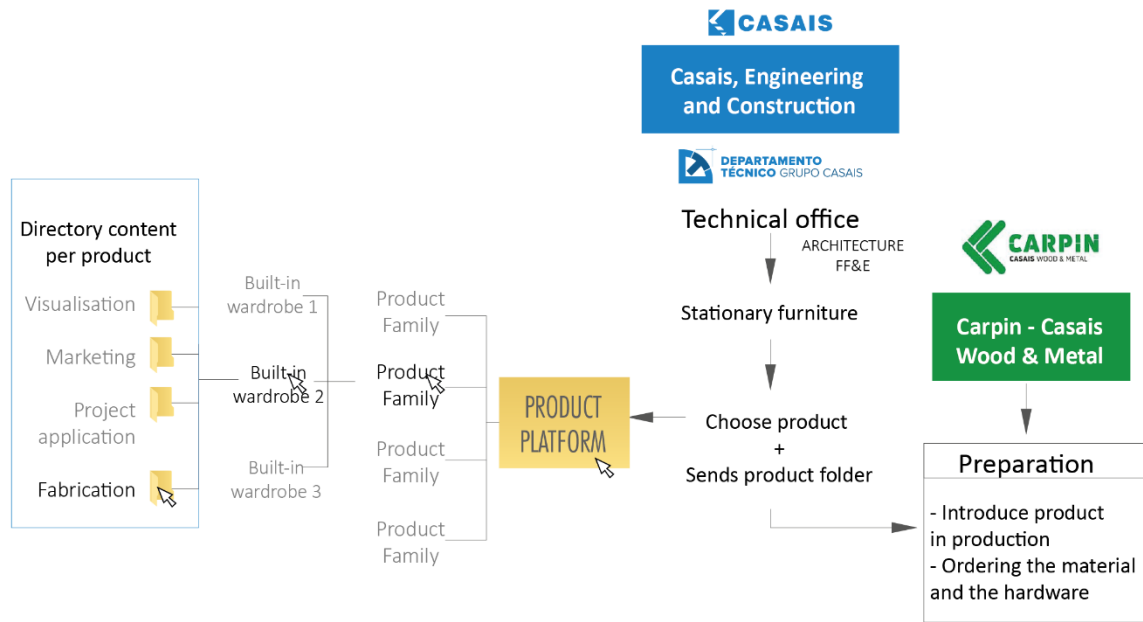 CASAIS
Casais, Engineering
and Construction
DEPARTAMENTO
TÉCNICO GRUPO CASAIS
Technical office
ARCHITECTURE
FF&E
Stationary furniture
Choose product
+
Sends product folder
PRODUCT
PLATFORM
Product
Family
Product
Family
Product
Family
Product
Family
Built-in
wardrobe 1
Built-in
wardrobe 2
Built-in
wardrobe 3
Directory content
per product
Visualisation
Marketing
Project
application
Fabrication
CARPIN
CASAIS WOOD & METAL
Carpin - Casais
Wood & Metal
Preparation
- Introduce product
in production
- Ordering the material
and the hardware